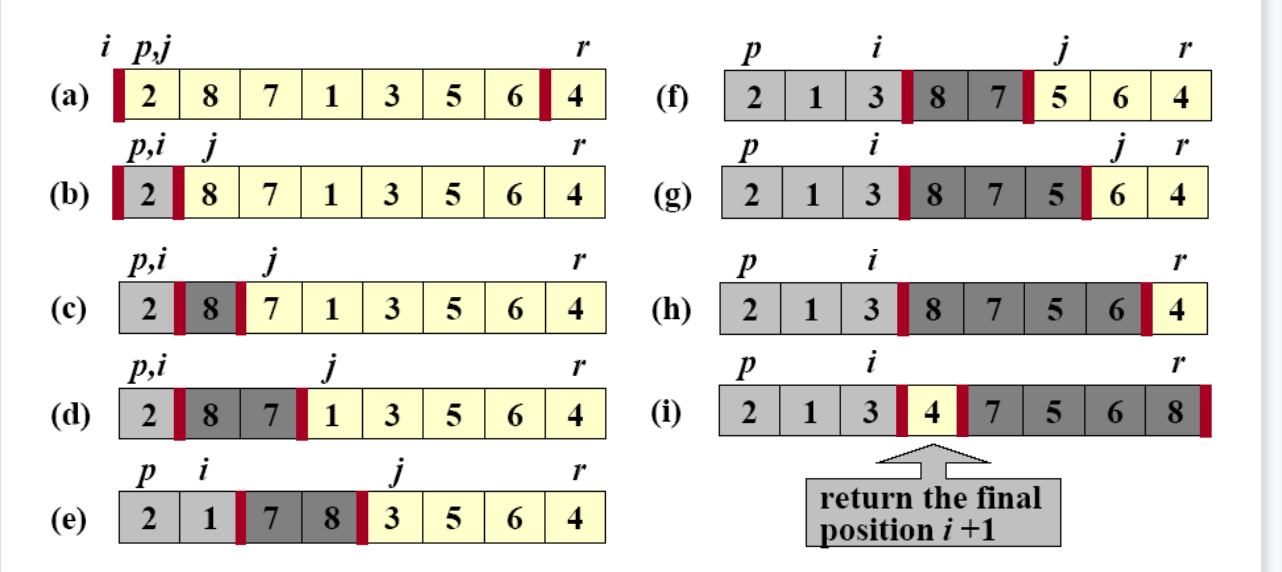 i p,j r
(a) 2 8 7 1 3 5 6 4
p,i j r
(b) 2 8 7 1 3 5 6 4
p,i j r
(c) 2 8 7 1 3 5 6 4
p,i j r
(d) 2 8 7 1 3 5 6 4
p i j r
(e) 2 1 7 8 3 5 6 4
p i j r
(f) 2 1 3 8 7 5 6 4
p i j r
(g) 2 1 3 8 7 5 6 4
p i r
(h) 2 1 3 8 7 5 6 4
p i r
(i) 2 1 3 4 7 5 6 8
return the final
position i +1